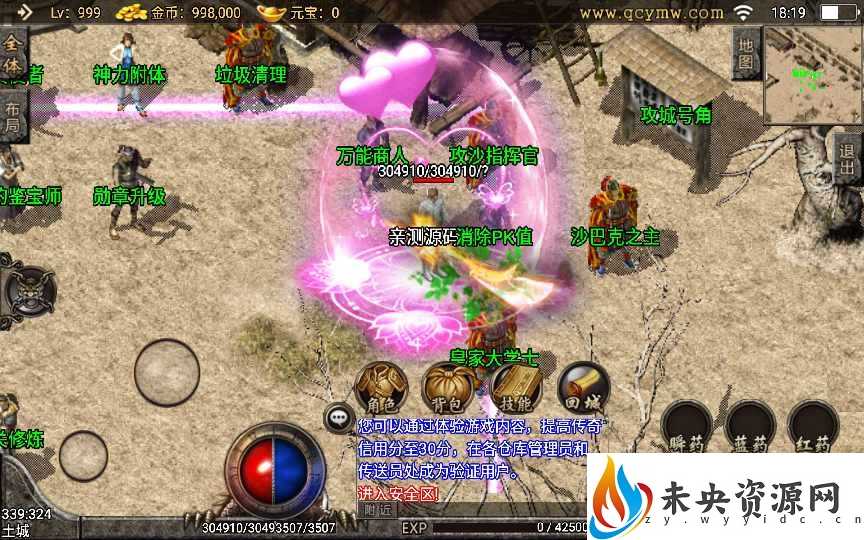 Lv: 999 金币: 998,000 元宝: 0 www.qcymw.com 18:19
全体
布局
地图
退出
神力附体
垃圾清理
攻城号角
万能商人
攻沙指挥官
304910/304910/?
鉴宝师
勋章升级
亲测源码
消除PK值
沙巴克之主
皇家大学士
角色
背包
技能
回城
修炼
瞬药
蓝药
红药
您可以通过体验游戏内容，提高传奇
信用分至30分，在各仓库管理员和
传送员处成为验证用户。
进入安全区!
附近
339:324
土城
304910/30493507/3507
EXP
0 / 42500
未央资源网
zy.wyyidc.cn